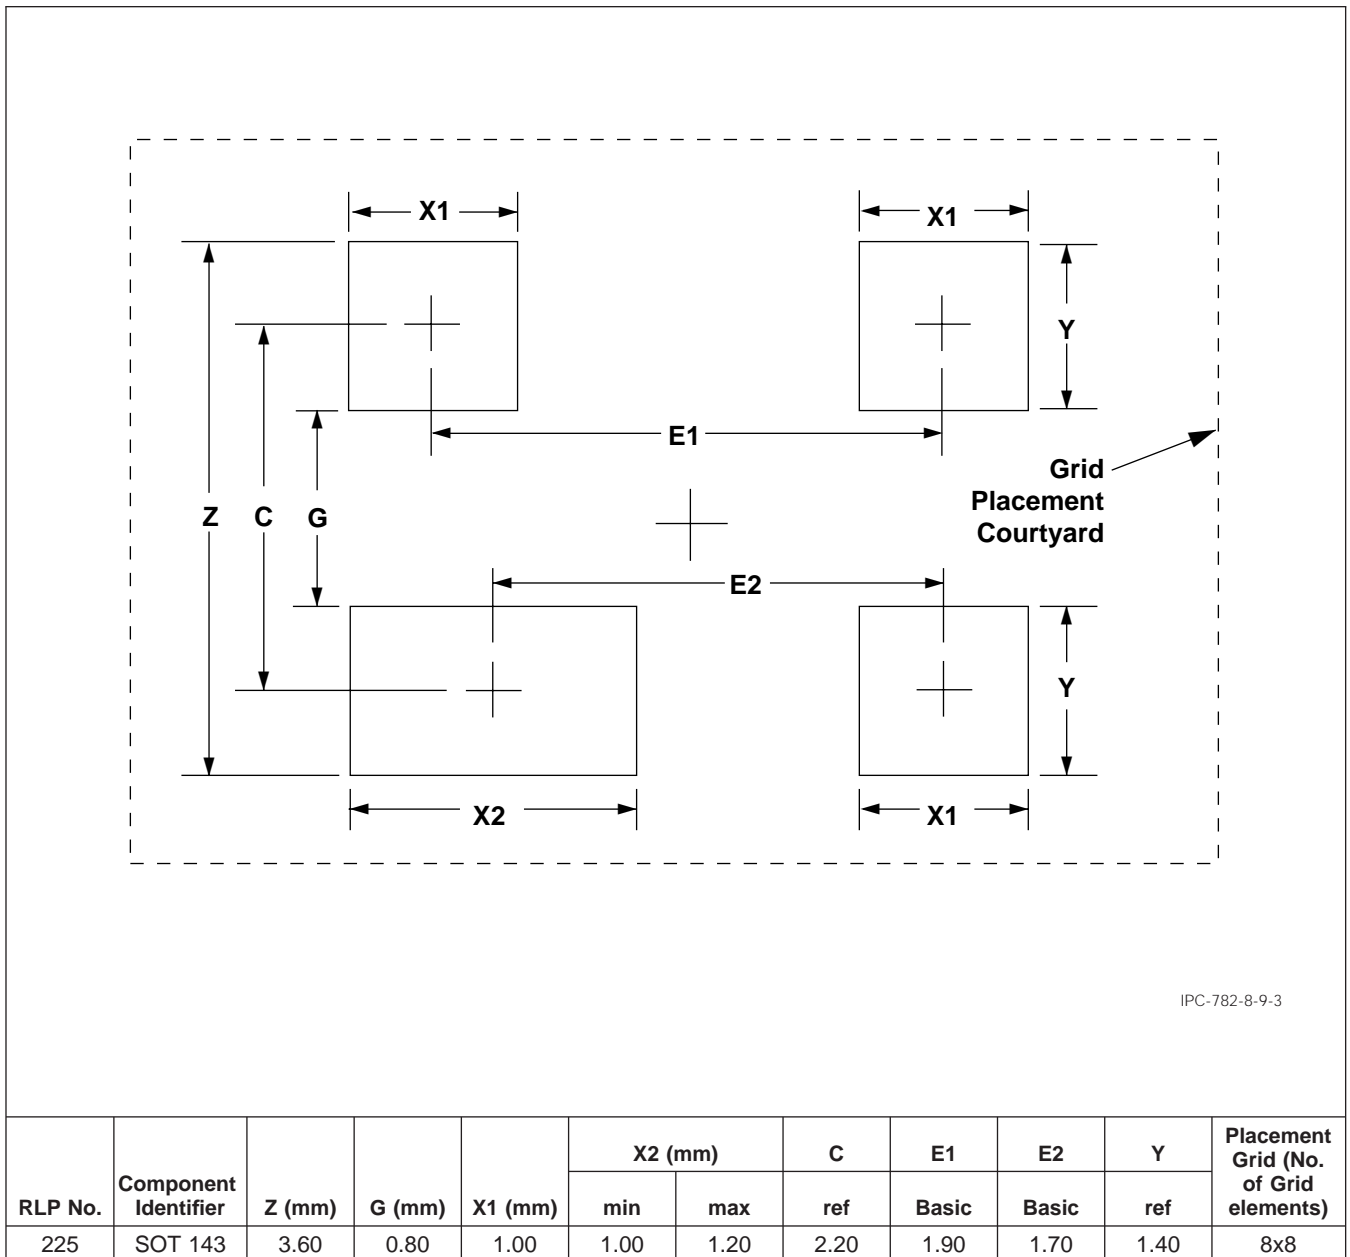 X1
X1
Y
E1
Grid
Placement
Courtyard
Z
C
G
E2
Y
X2
X1
IPC-782-8-9-3
RLP No. Component Identifier Z (mm) G (mm) X1 (mm) X2 (mm) min max C ref E1 Basic E2 Basic Y ref Placement Grid (No. of Grid elements)
225 SOT 143 3.60 0.80 1.00 1.00 1.20 2.20 1.90 1.70 1.40 8x8